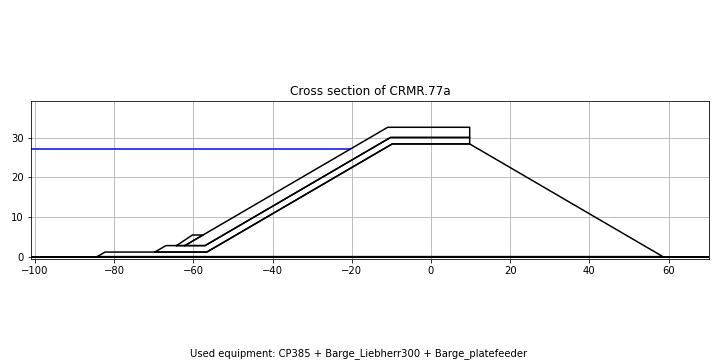 Cross section of CRMR.77a
30
20
10
0
−100 −80 −60 −40 −20 0 20 40 60
Used equipment: CP385 + Barge_Liebherr300 + Barge_platefeeder